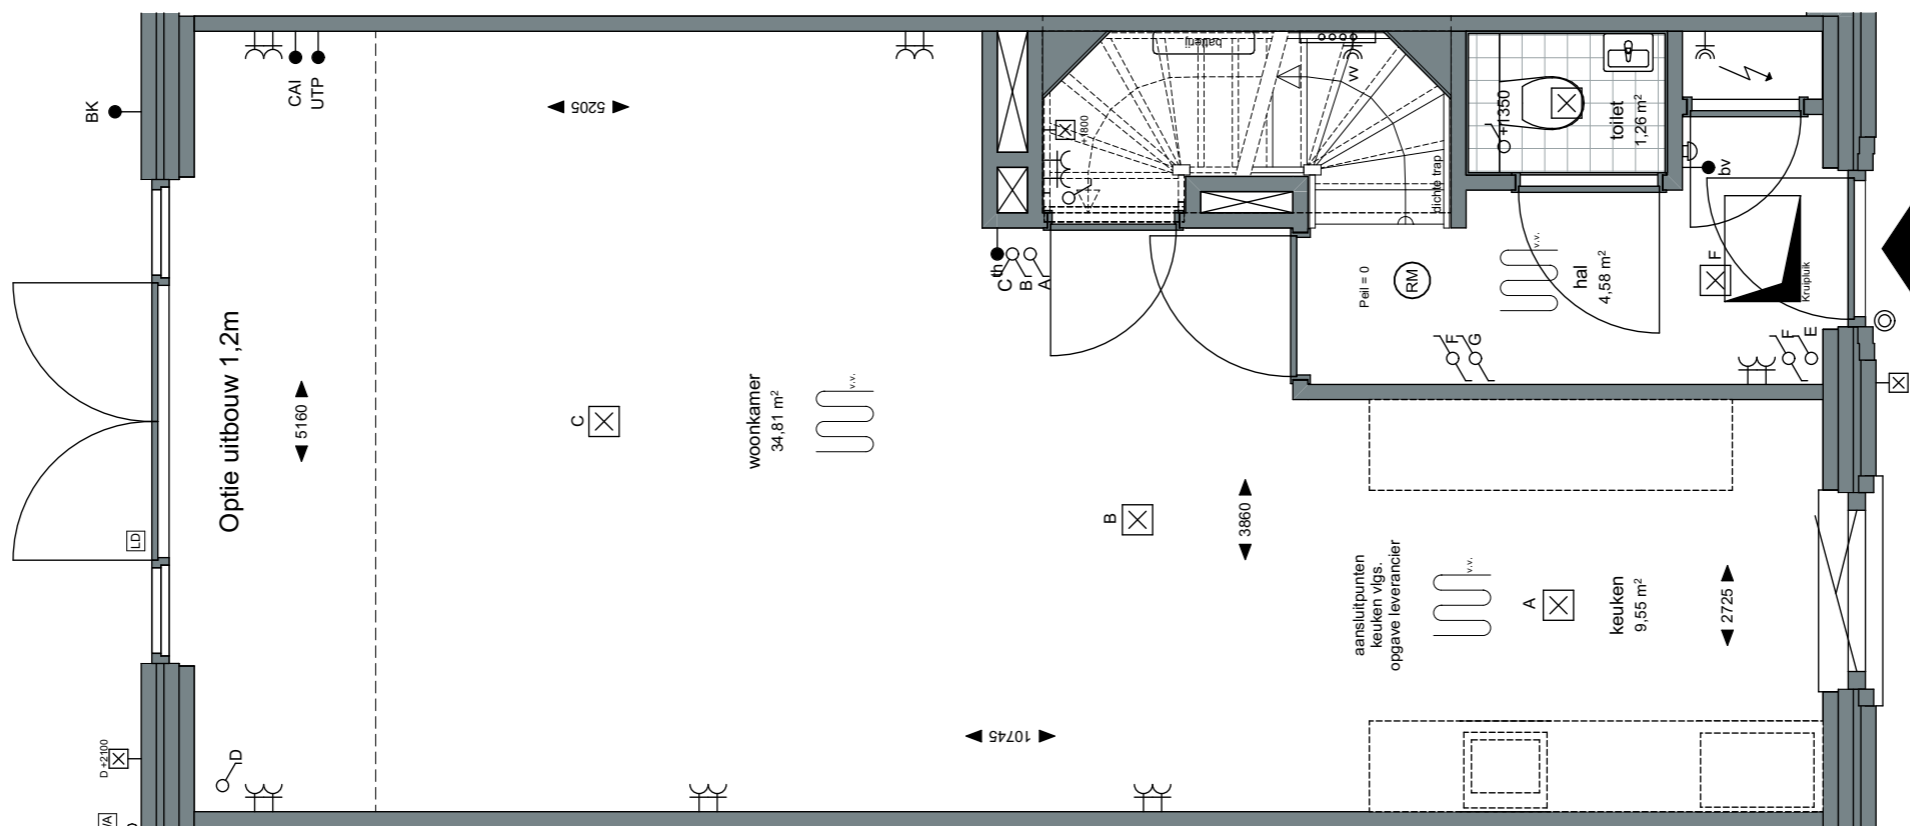 BK
CAI
UTP
5205
batterij
vv
+1800
+1350
toilet
1,26 m²
bv
th
C
B
A
dichte trap
Peil = 0
RM
v.v.
hal
4,58 m²
F
Kruipluik
F
G
F
E
Optie uitbouw 1,2m
5160
C
woonkamer
34,81 m²
v.v.
LD
B
3860
aansluitpunten
keuken vlgs.
opgave leverancier
v.v.
A
keuken
9,55 m²
2725
10745
D +2100
D